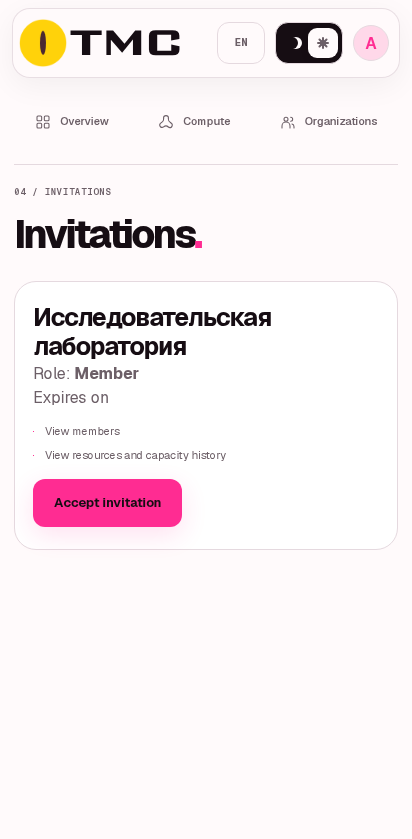 TMC
EN
A
Overview
Compute
Organizations
04 / INVITATIONS
Invitations.
Исследовательская
лаборатория
Role: Member
Expires on
· View members
· View resources and capacity history
Accept invitation